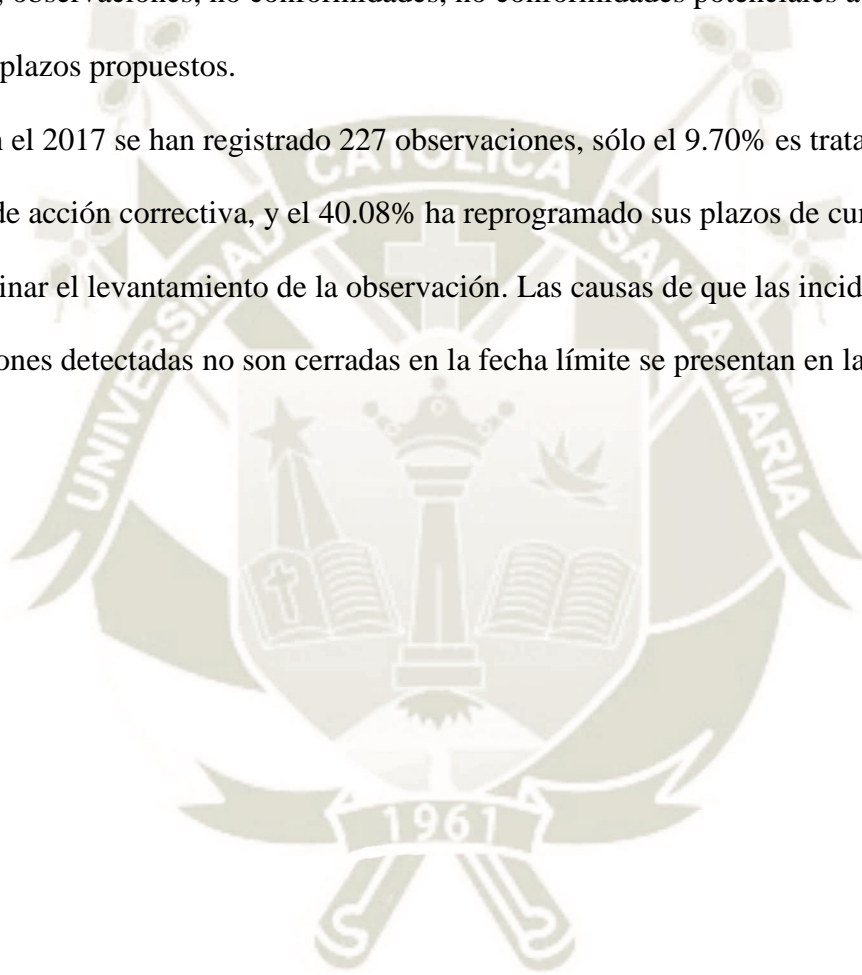 , observaciones, no conformidades, no conformidades potenciales a
plazos propuestos.
n el 2017 se han registrado 227 observaciones, sólo el 9.70% es trata
de acción correctiva, y el 40.08% ha reprogramado sus plazos de cu
inar el levantamiento de la observación. Las causas de que las incid
ones detectadas no son cerradas en la fecha límite se presentan en la
UNIVERSIDAD CATOLICA SANTA MARIA
1961